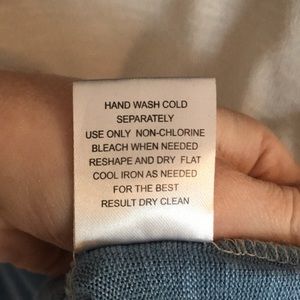 HAND WASH COLD
SEPARATELY
USE ONLY NON-CHLORINE
BLEACH WHEN NEEDED
RESHAPE AND DRY FLAT
COOL IRON AS NEEDED
FOR THE BEST
RESULT DRY CLEAN